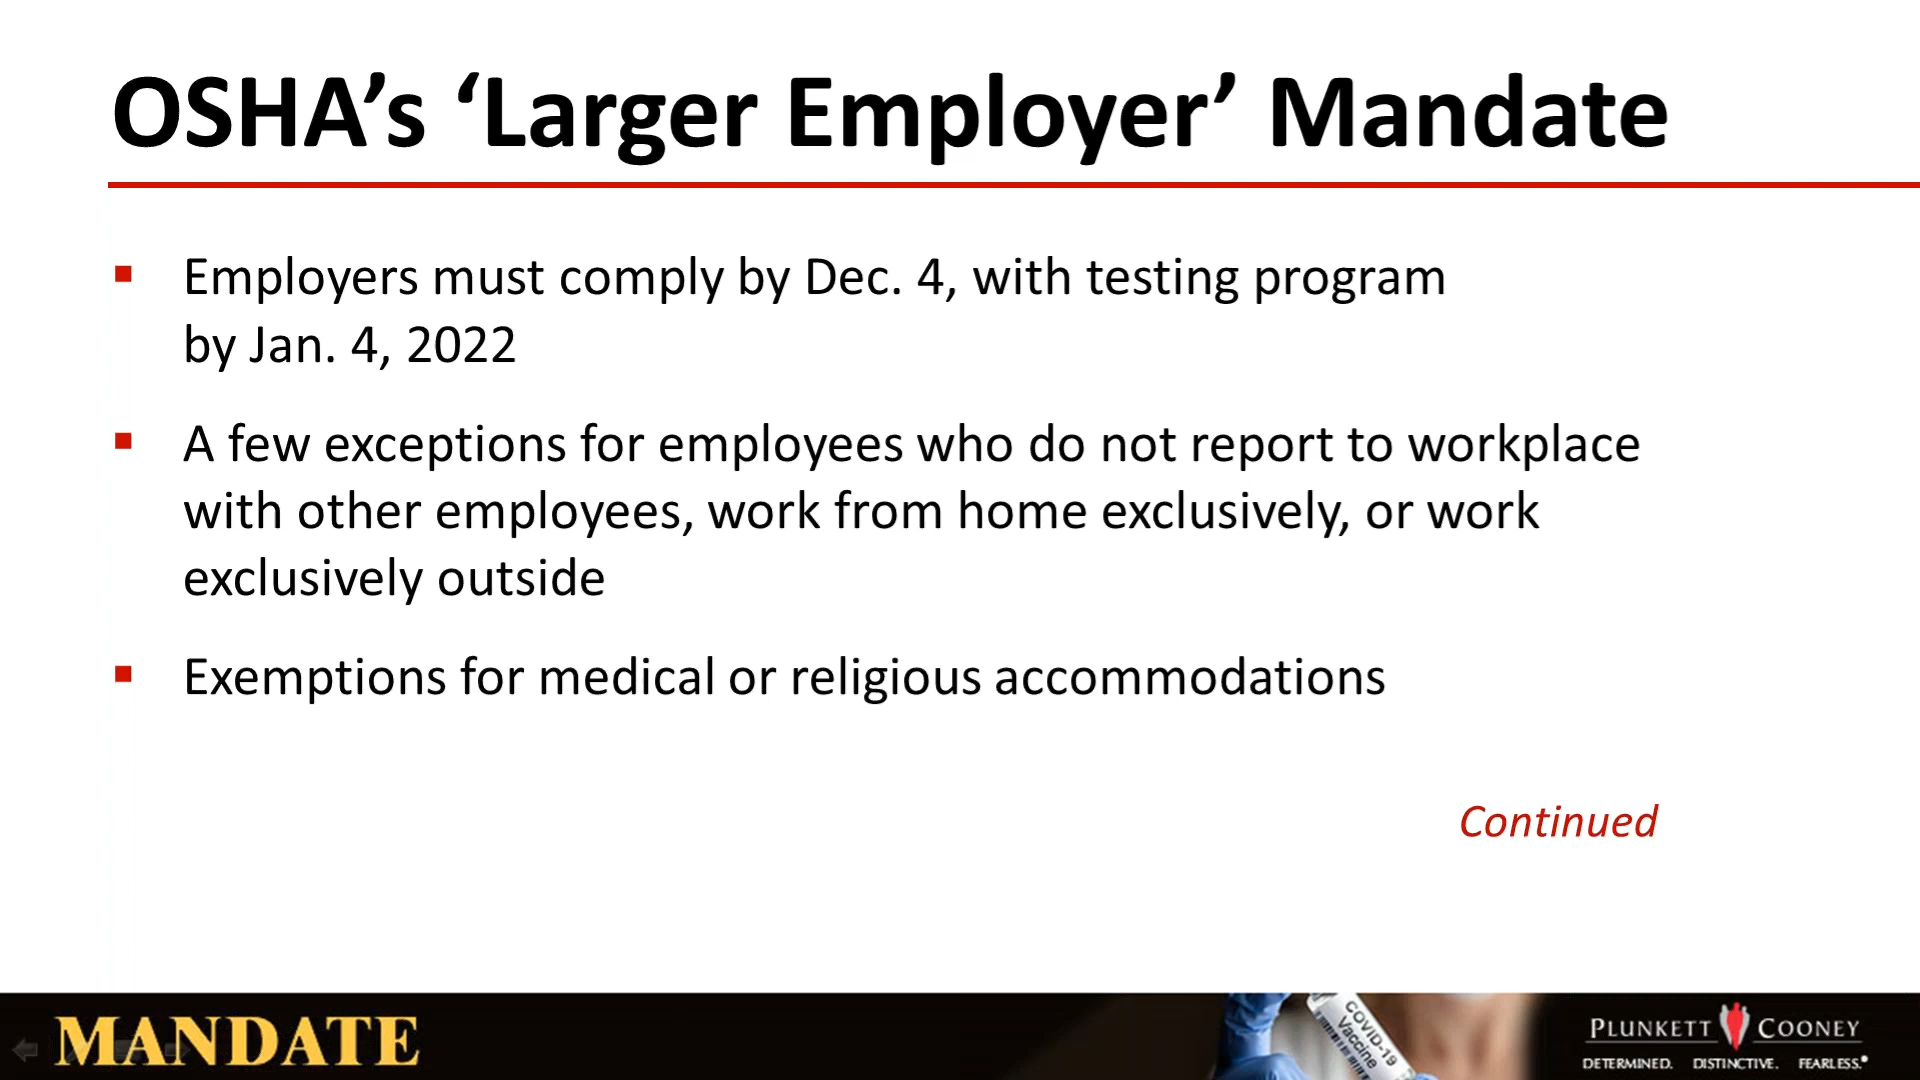 OSHA’s ‘Larger Employer’ Mandate
▪ Employers must comply by Dec. 4, with testing program
by Jan. 4, 2022
▪ A few exceptions for employees who do not report to workplace
with other employees, work from home exclusively, or work
exclusively outside
▪ Exemptions for medical or religious accommodations
Continued
MANDATE
COVID-19
Vaccine
PLUNKETT COONEY
DETERMINED. DISTINCTIVE. FEARLESS.